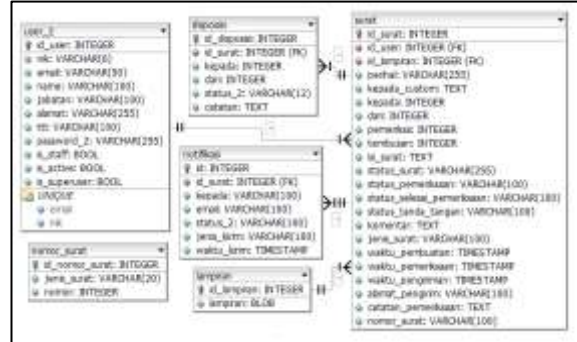 user_2
id_user: INTEGER
nik: VARCHAR(6)
email: VARCHAR(50)
name: VARCHAR(100)
jabatan: VARCHAR(100)
alamat: VARCHAR(255)
ttl: VARCHAR(100)
password_2: VARCHAR(255)
is_staff: BOOL
is_active: BOOL
is_superuser: BOOL
UNIQUE
email
nik
nomor_surat
id_nomor_surat: INTEGER
jenis_surat: VARCHAR(20)
nomor: INTEGER
disposisi
id_disposisi: INTEGER
id_surat: INTEGER (FK)
kepada: INTEGER
dari: INTEGER
status_2: VARCHAR(12)
catatan: TEXT
notifikasi
id: INTEGER
id_surat: INTEGER (FK)
kepada: VARCHAR(100)
email: VARCHAR(100)
status_2: VARCHAR(100)
jenis_kirim: VARCHAR(100)
waktu_kirim: TIMESTAMP
lampiran
id_lampiran: INTEGER
lampiran: BLOB
surat
id_surat: INTEGER
id_user: INTEGER (FK)
id_lampiran: INTEGER (FK)
perihal: VARCHAR(255)
kepada_custom: TEXT
kepada: INTEGER
dari: INTEGER
pemeriksa: INTEGER
tembusan: INTEGER
isi_surat: TEXT
status_surat: VARCHAR(255)
status_pemeriksaan: VARCHAR(100)
status_selesai_pemeriksaan: VARCHAR(100)
status_tanda_tangan: VARCHAR(100)
komentar: TEXT
jenis_surat: VARCHAR(100)
waktu_pembuatan: TIMESTAMP
waktu_pemeriksaan: TIMESTAMP
waktu_pengiriman: TIMESTAMP
alamat_pengirim: VARCHAR(100)
catatan_pemeriksaan: TEXT
nomor_surat: VARCHAR(100)